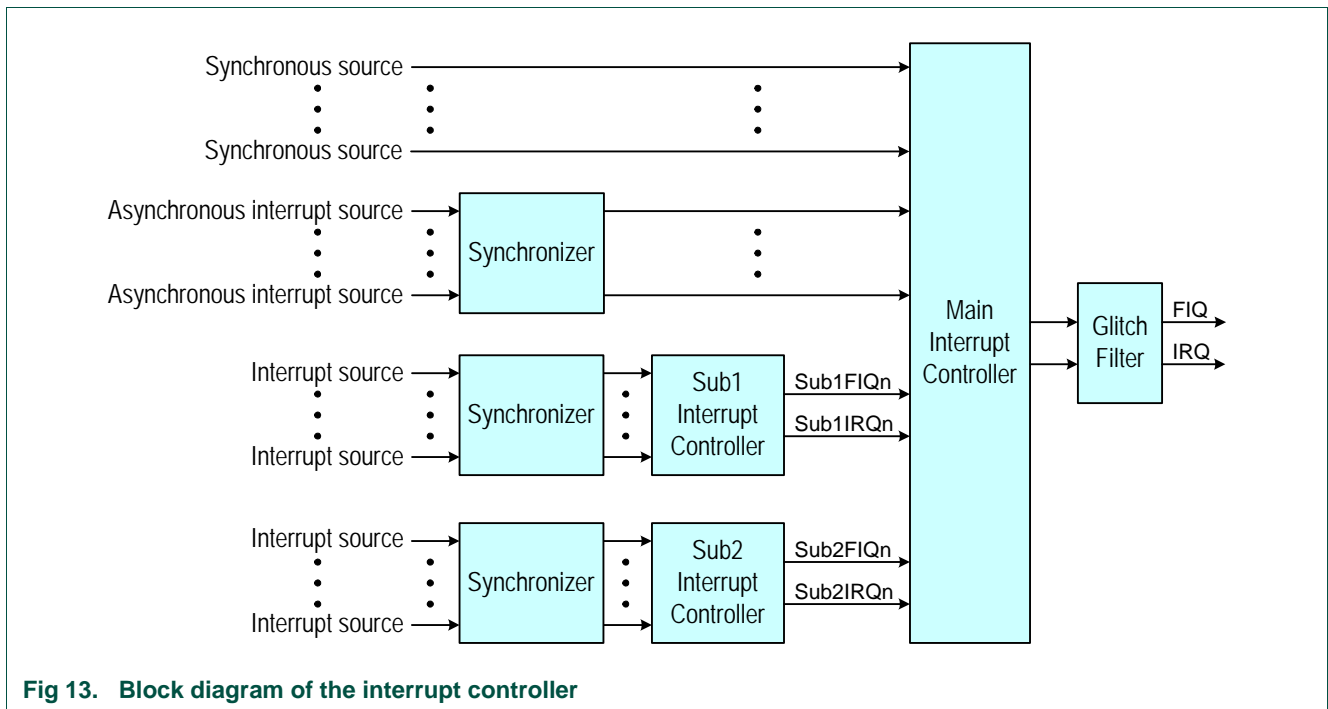 Synchronous source
Synchronous source
Asynchronous interrupt source
Asynchronous interrupt source
Synchronizer
Interrupt source
Interrupt source
Synchronizer
Sub1
Interrupt
Controller
Sub1FIQn
Sub1IRQn
Interrupt source
Interrupt source
Synchronizer
Sub2
Interrupt
Controller
Sub2FIQn
Sub2IRQn
Main
Interrupt
Controller
Glitch
Filter
FIQ
IRQ
Fig 13. Block diagram of the interrupt controller